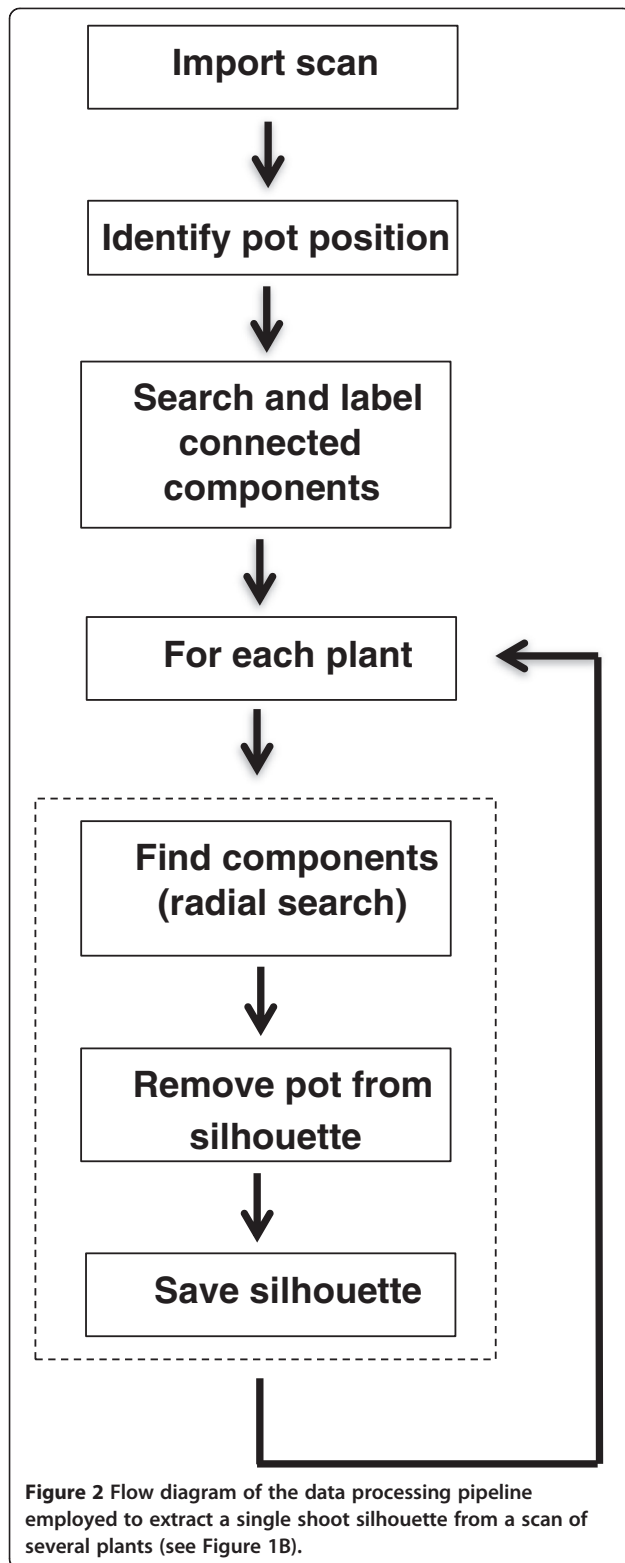 Import scan
Identify pot position
Search and label
connected
components
For each plant
Find components
(radial search)
Remove pot from
silhouette
Save silhouette
Figure 2 Flow diagram of the data processing pipeline
employed to extract a single shoot silhouette from a scan of
several plants (see Figure 1B).